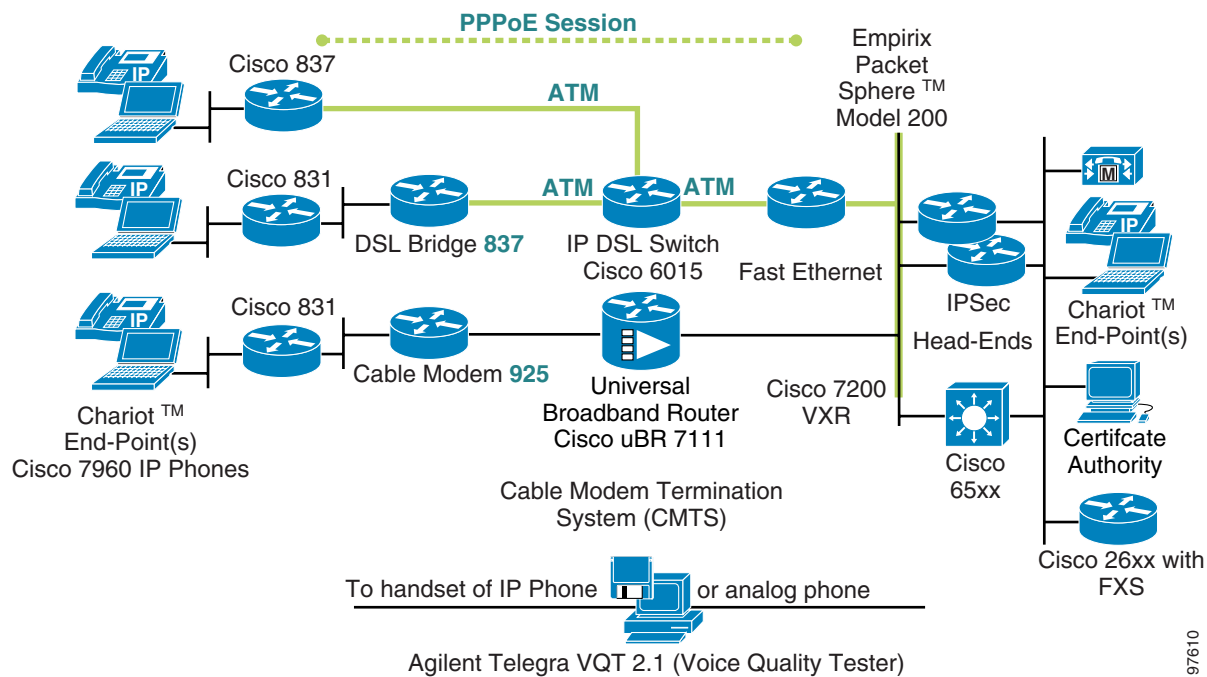 PPPoE Session
Empirix
Packet
Sphere ™
Model 200
IP
Cisco 837
ATM
M
IP
Cisco 831
ATM
ATM
IP
DSL Bridge 837
IP DSL Switch
Cisco 6015
Fast Ethernet
IPSec
Head-Ends
Chariot ™
End-Point(s)
IP
Cisco 831
Cable Modem 925
Universal
Broadband Router
Cisco uBR 7111
Cisco 7200
VXR
Chariot ™
End-Point(s)
Cisco 7960 IP Phones
Cisco
65xx
Certifcate
Authority
Cable Modem Termination
System (CMTS)
Cisco 26xx with
FXS
To handset of IP Phone
or analog phone
Agilent Telegra VQT 2.1 (Voice Quality Tester)
97610